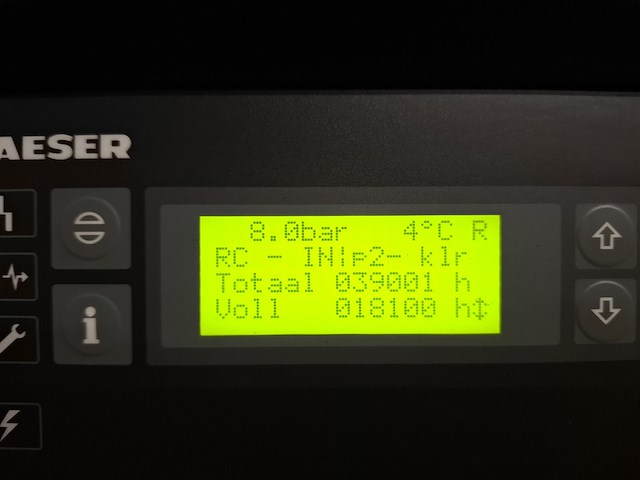 AESER
8.0bar 4°C R
RC - IN¦p2- klr
Totaal 039001 h
Voll 018100 h‡
i